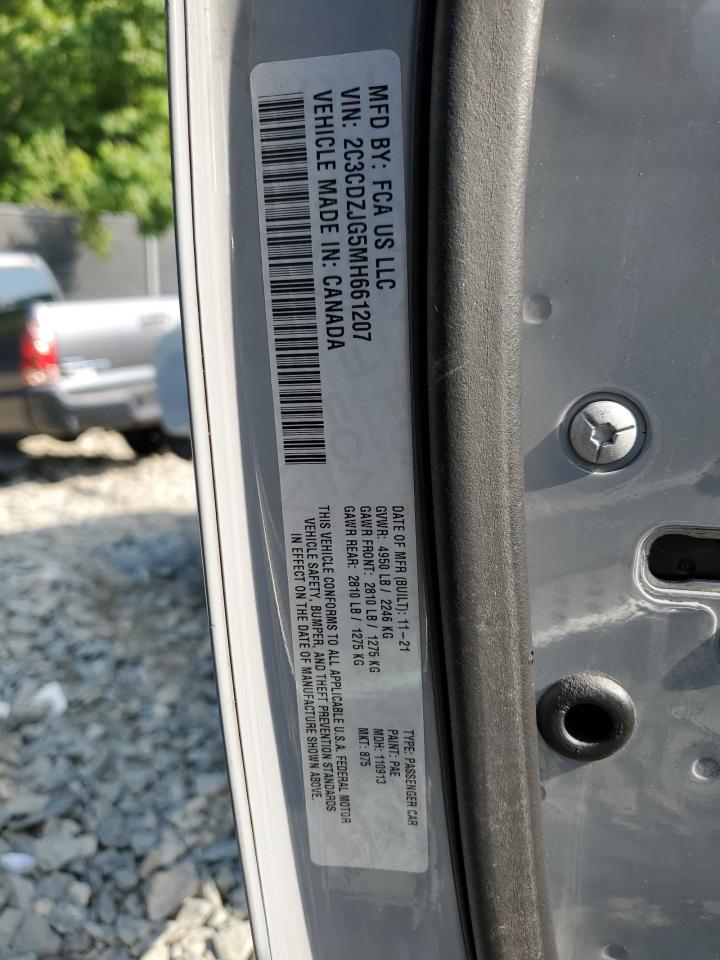 MFD BY: FCA US LLC
VIN: 2C3CDZJG5MH661207
VEHICLE MADE IN: CANADA
DATE OF MFR (BUILT): 11-21
GVWR: 4950 LB / 2246 KG
GAWR FRONT: 2810 LB / 1275 KG
GAWR REAR: 2810 LB / 1275 KG
TYPE: PASSENGER CAR
PAINT: PAE
MDH: 110913
MKT: 875
THIS VEHICLE CONFORMS TO ALL APPLICABLE U.S.A. FEDERAL MOTOR
VEHICLE SAFETY, BUMPER, AND THEFT PREVENTION STANDARDS
IN EFFECT ON THE DATE OF MANUFACTURE SHOWN ABOVE.